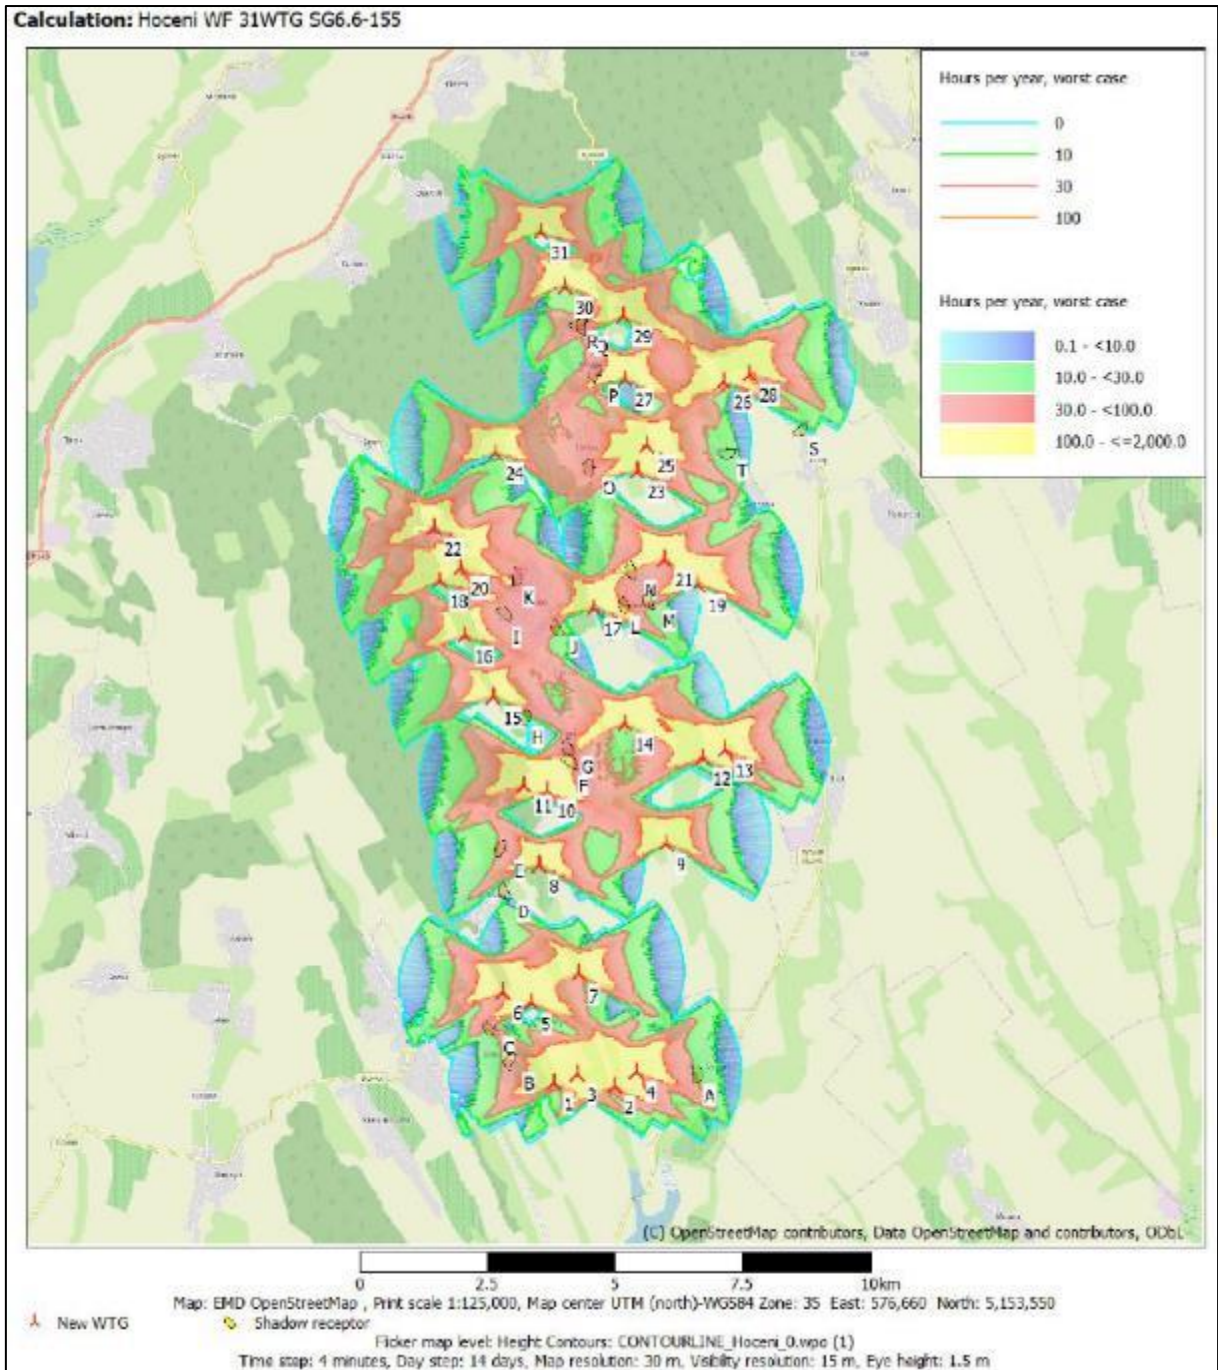 Calculation: Hoceni WF 31WTG SG6.6-155
Hours per year, worst case
0
10
30
100
Hours per year, worst case
0.1 - <10.0
10.0 - <30.0
30.0 - <100.0
100.0 - <=2,000.0
31
30
R
Q
29
P
27
26
28
S
24
25
T
O
23
22
20
K
N
21
18
19
I
17
L
M
16
J
15
H
14
G
12
13
F
11
10
E
8
9
D
7
6
5
C
B
1
3
2
4
A
(C) OpenStreetMap contributors, Data OpenStreetMap and contributors, ODbL
0 2.5 5 7.5 10km
Map: EMD OpenStreetMap , Print scale 1:125,000, Map center UTM (north)-WGS84 Zone: 35 East: 576,660 North: 5,153,550
New WTG
Shadow receptor
Flicker map level: Height Contours: CONTOURLINE_Hoceni_0.wpo (1)
Time step: 4 minutes, Day step: 14 days, Map resolution: 30 m, Visibility resolution: 15 m, Eye height: 1.5 m